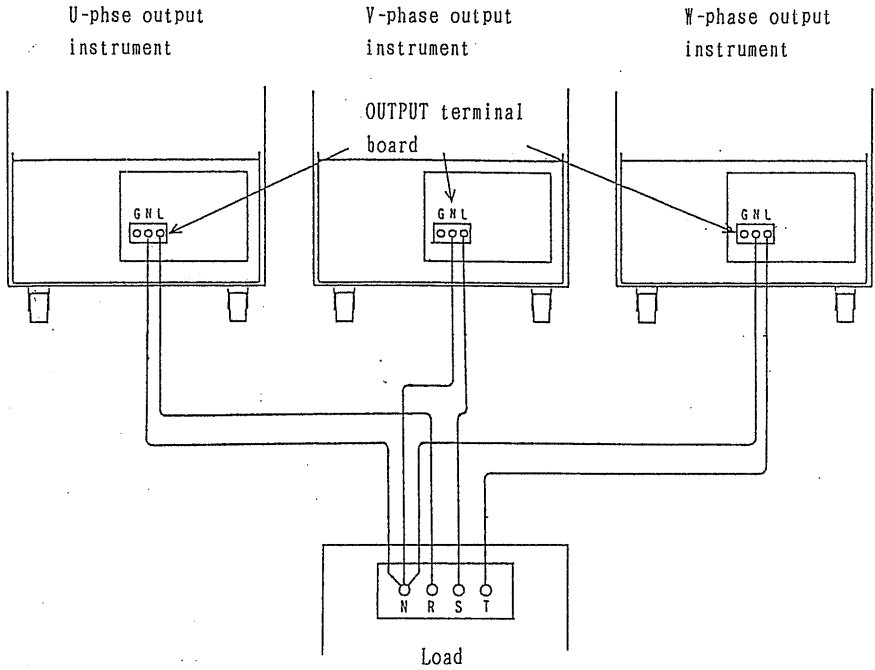 U-phse output
instrument
V-phase output
instrument
W-phase output
instrument
OUTPUT terminal
board
G N L
G N L
G N L
N R S T
Load